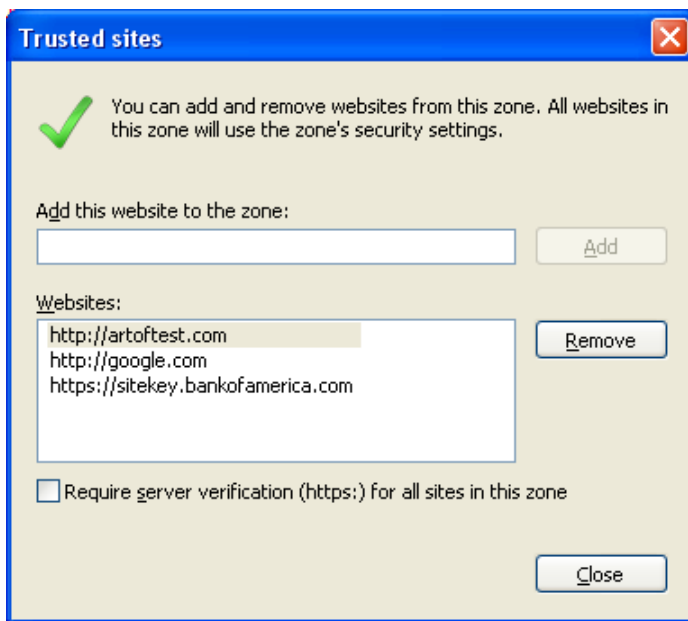 Trusted sites
You can add and remove websites from this zone. All websites in
this zone will use the zone's security settings.
Add this website to the zone:
Add
Websites:
http://artoftest.com
Remove
http://google.com
https://sitekey.bankofamerica.com
Require server verification (https:) for all sites in this zone
Close